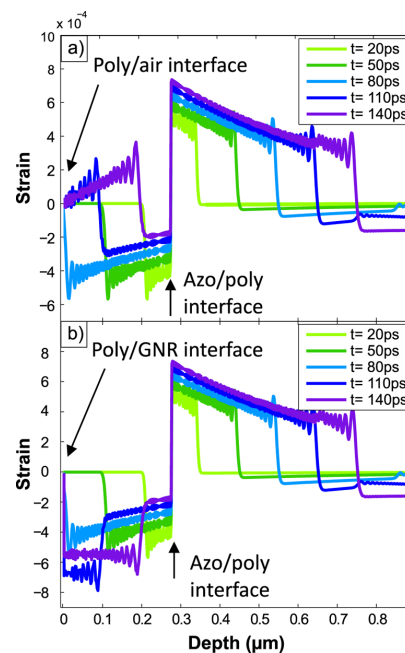 10 × 10⁻⁴
a)
Poly/air interface
t= 20ps
t= 50ps
t= 80ps
t= 110ps
t= 140ps
8
6
4
2
0
−2
−4
−6
Strain
Azo/poly
interface
b)
Poly/GNR interface
t= 20ps
t= 50ps
t= 80ps
t= 110ps
t= 140ps
8
6
4
2
0
−2
−4
−6
−8
Strain
Azo/poly
interface
0 0.1 0.2 0.3 0.4 0.5 0.6 0.7 0.8
Depth (μm)